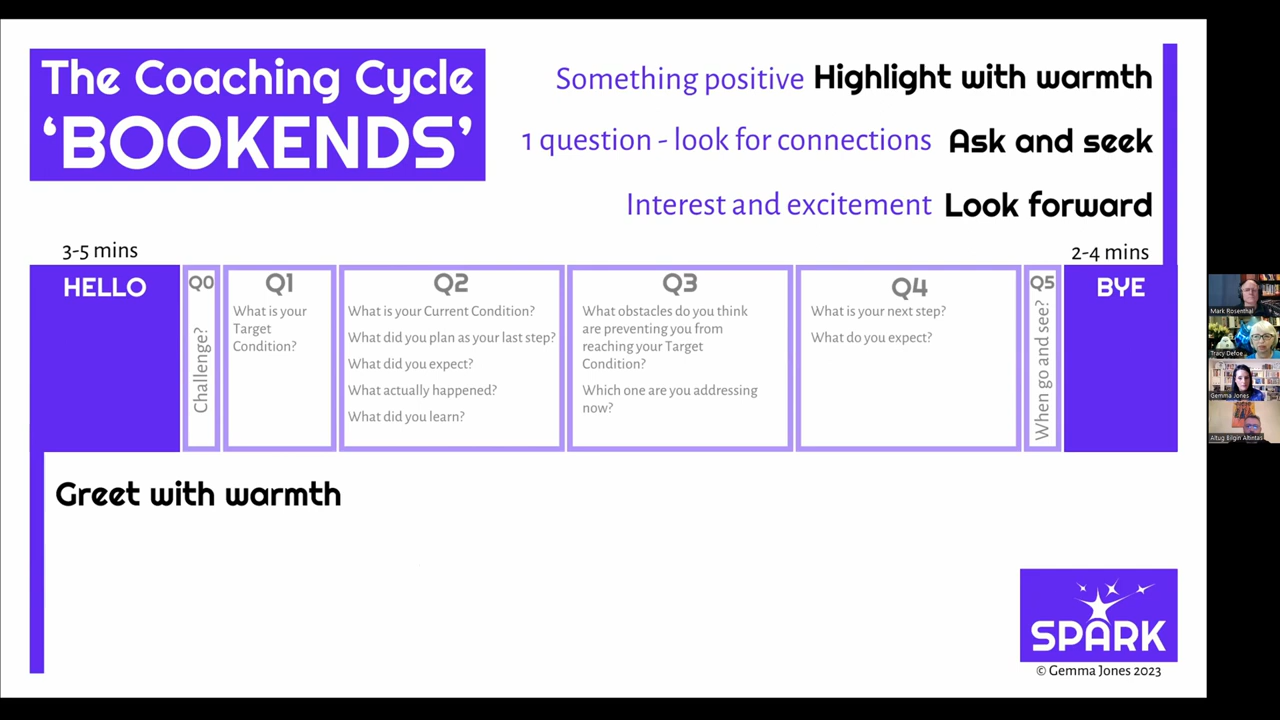 The Coaching Cycle
‘BOOKENDS’
Something positive Highlight with warmth
1 question - look for connections Ask and seek
Interest and excitement Look forward
3-5 mins
2-4 mins
HELLO
Q0
Challenge?
Q1
What is your
Target
Condition?
Q2
What is your Current Condition?
What did you plan as your last step?
What did you expect?
What actually happened?
What did you learn?
Q3
What obstacles do you think
are preventing you from
reaching your Target
Condition?
Which one are you addressing
now?
Q4
What is your next step?
What do you expect?
Q5
When go and see?
BYE
Greet with warmth
SPARK
© Gemma Jones 2023
Mark Rosenthal
Tracy Defoe
Gemma Jones
Altug Bilgin Altintas